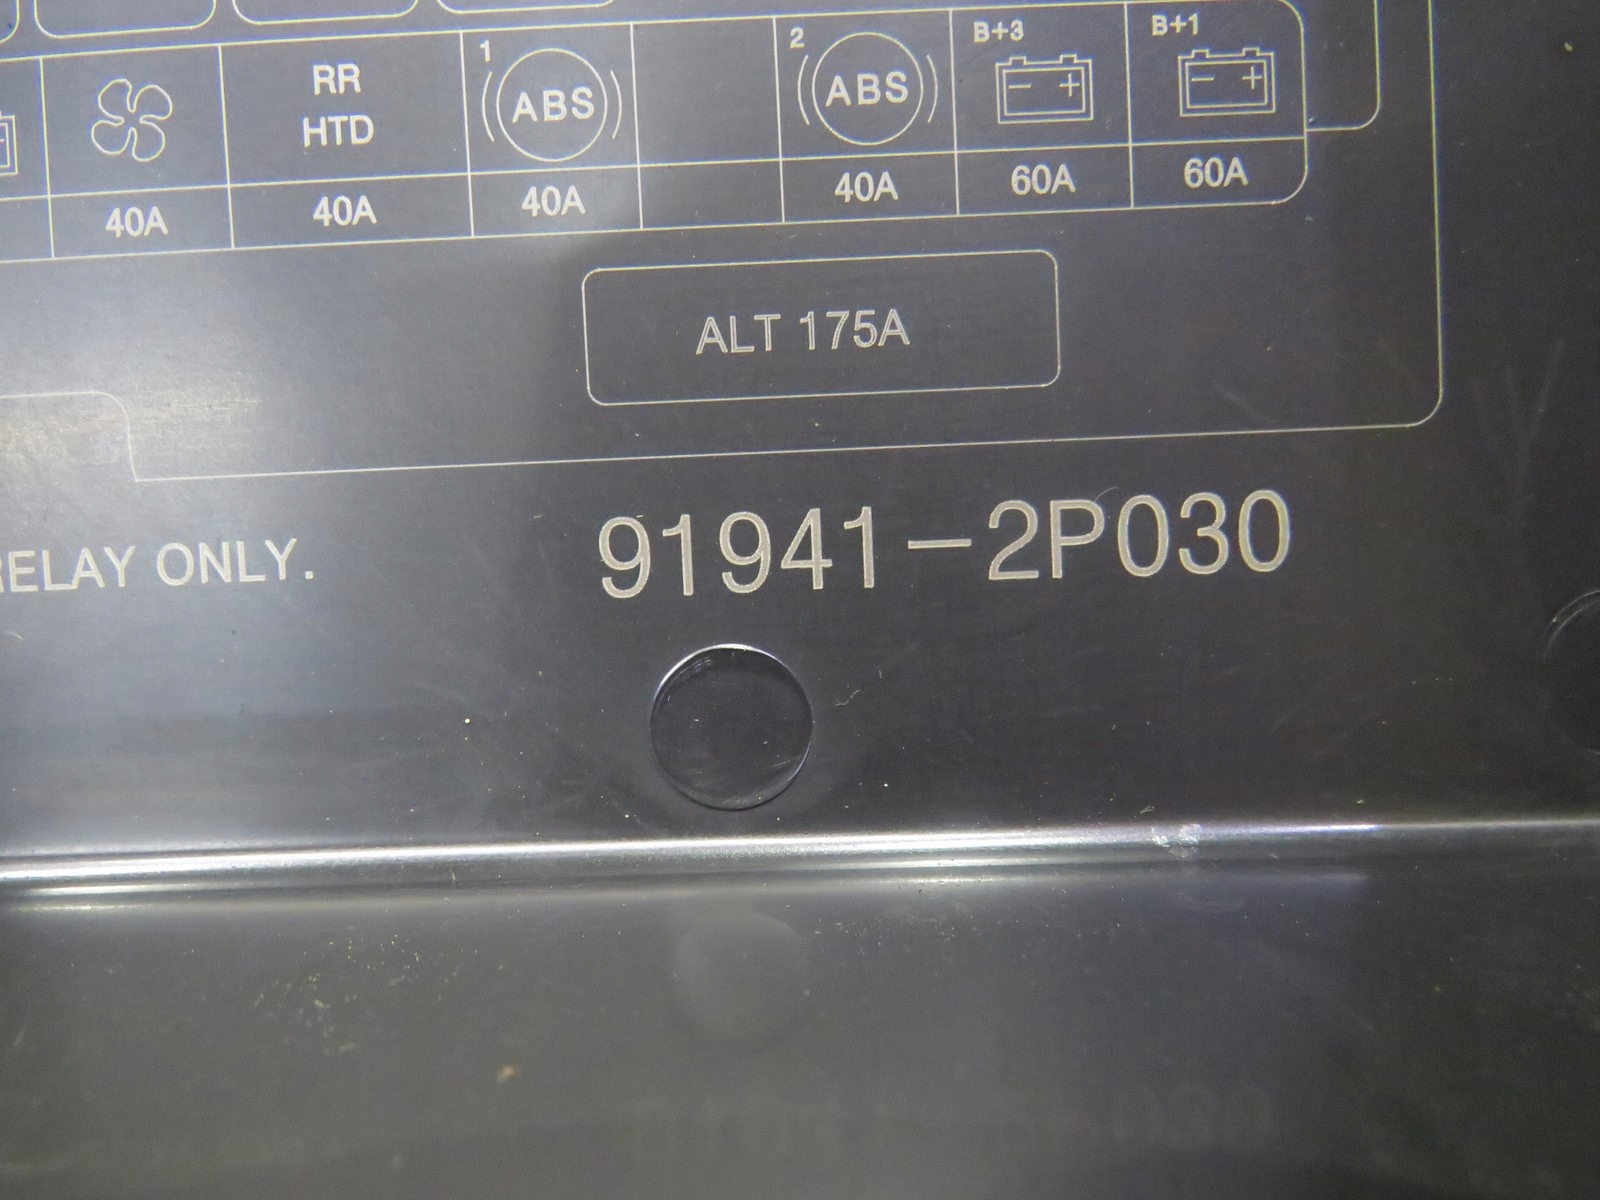 RR HTD
1 ABS
2 ABS
B+3
B+1
40A 40A 40A 40A 60A 60A
ALT 175A
91941-2P030
RELAY ONLY.